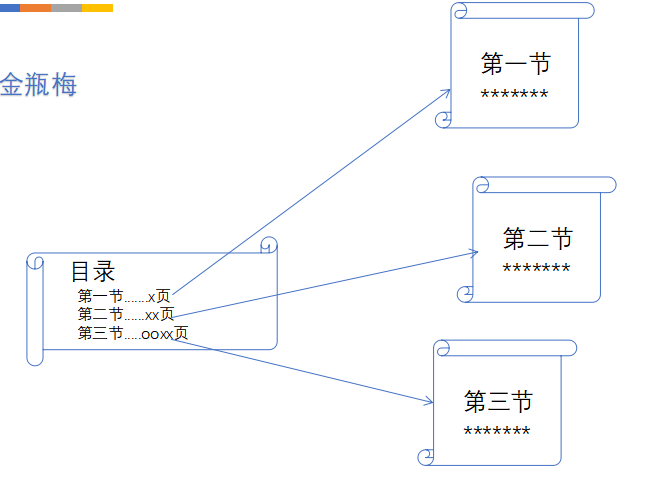 金瓶梅
目录
第一节......x页
第二节......xx页
第三节.....ooxx页
第一节
*******
第二节
*******
第三节
*******